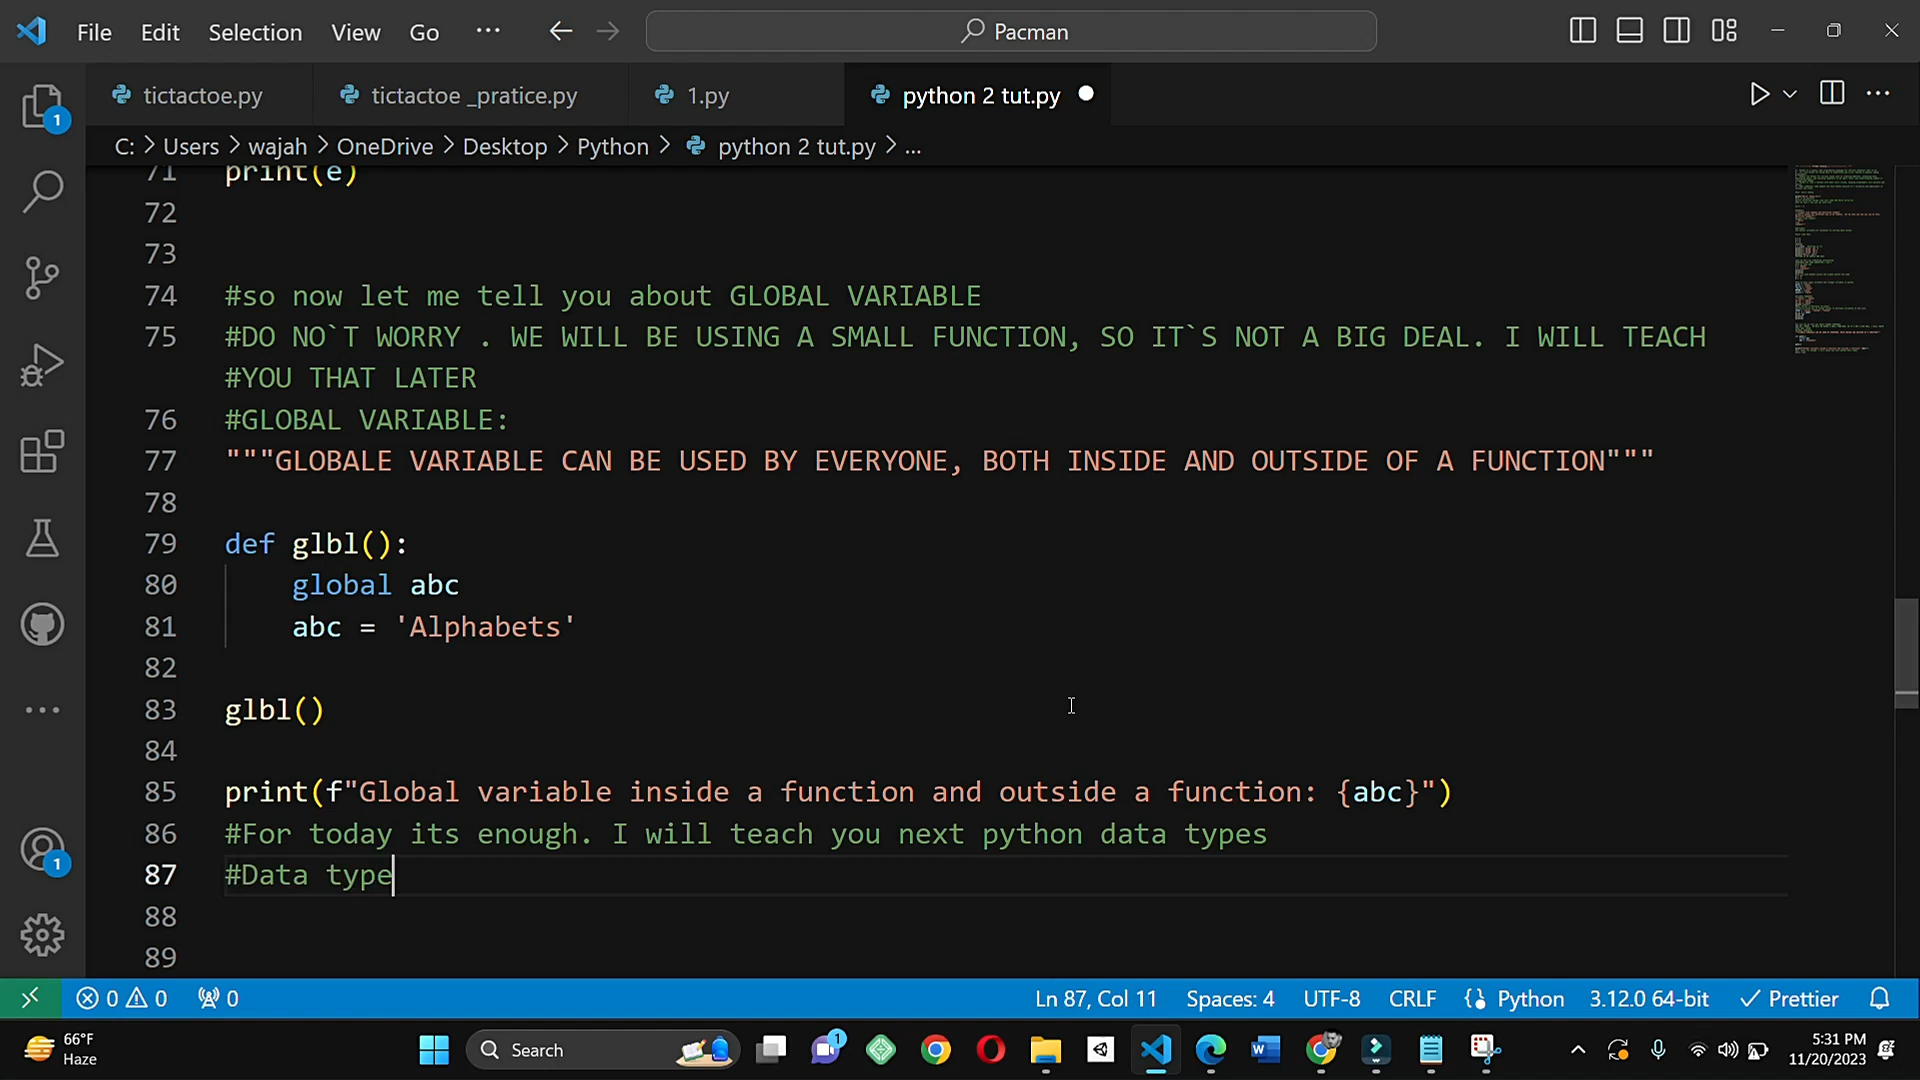 File Edit Selection View Go ··· Pacman
tictactoe.py tictactoe _pratice.py 1.py python 2 tut.py
C: > Users > wajah > OneDrive > Desktop > Python > python 2 tut.py > ...
71 print(e)
72
73
74 #so now let me tell you about GLOBAL VARIABLE
75 #DO NO`T WORRY . WE WILL BE USING A SMALL FUNCTION, SO IT`S NOT A BIG DEAL. I WILL TEACH
#YOU THAT LATER
76 #GLOBAL VARIABLE:
77 """GLOBALE VARIABLE CAN BE USED BY EVERYONE, BOTH INSIDE AND OUTSIDE OF A FUNCTION"""
78
79 def glbl():
80 global abc
81 abc = 'Alphabets'
82
83 glbl()
84
85 print(f"Global variable inside a function and outside a function: {abc}")
86 #For today its enough. I will teach you next python data types
87 #Data type
88
89
1
1
0 0 0 Ln 87, Col 11 Spaces: 4 UTF-8 CRLF Python 3.12.0 64-bit Prettier
66°F
Haze
Search
1
5:31 PM
11/20/2023